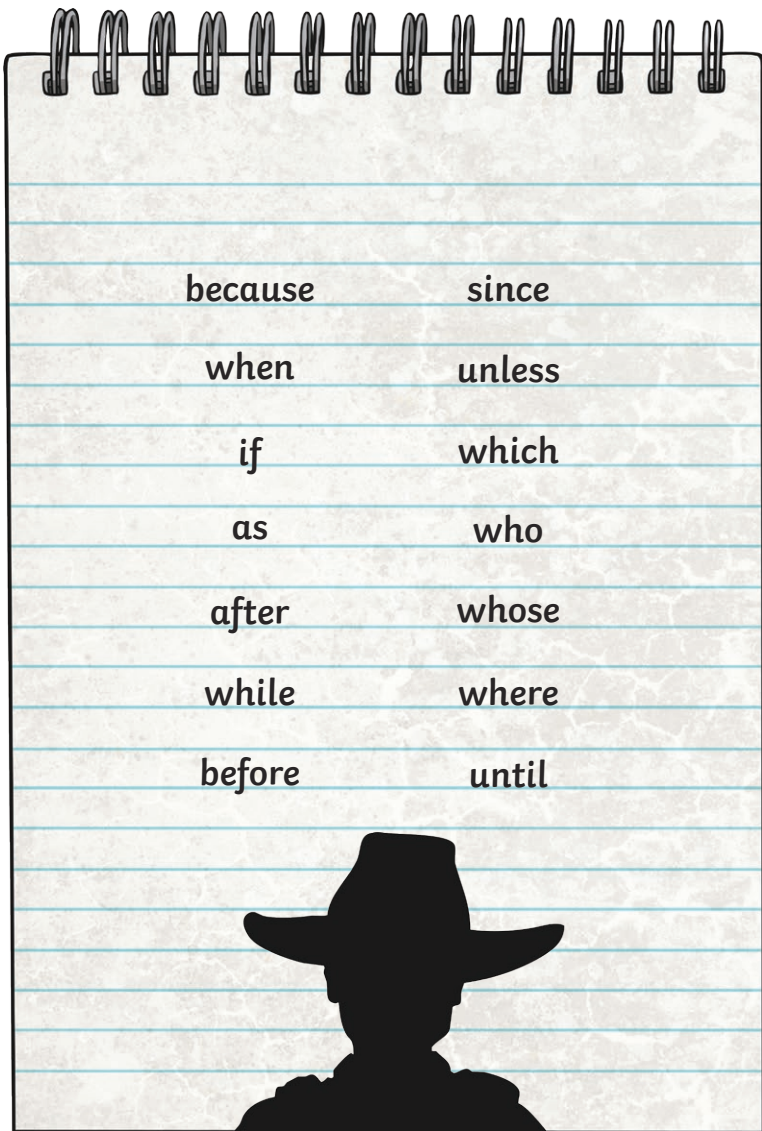 because since
when unless
if which
as who
after whose
while where
before until